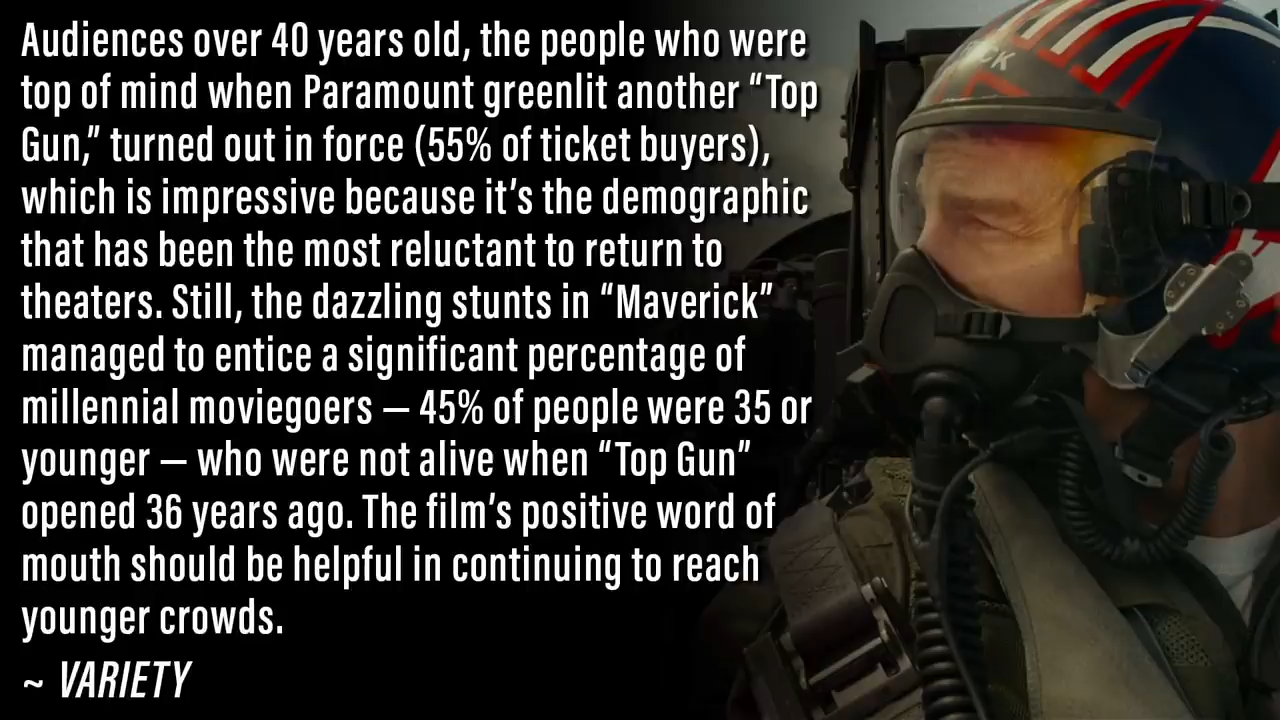 Audiences over 40 years old, the people who were
top of mind when Paramount greenlit another “Top
Gun,” turned out in force (55% of ticket buyers),
which is impressive because it’s the demographic
that has been the most reluctant to return to
theaters. Still, the dazzling stunts in “Maverick”
managed to entice a significant percentage of
millennial moviegoers — 45% of people were 35 or
younger — who were not alive when “Top Gun”
opened 36 years ago. The film’s positive word of
mouth should be helpful in continuing to reach
younger crowds.
~ VARIETY